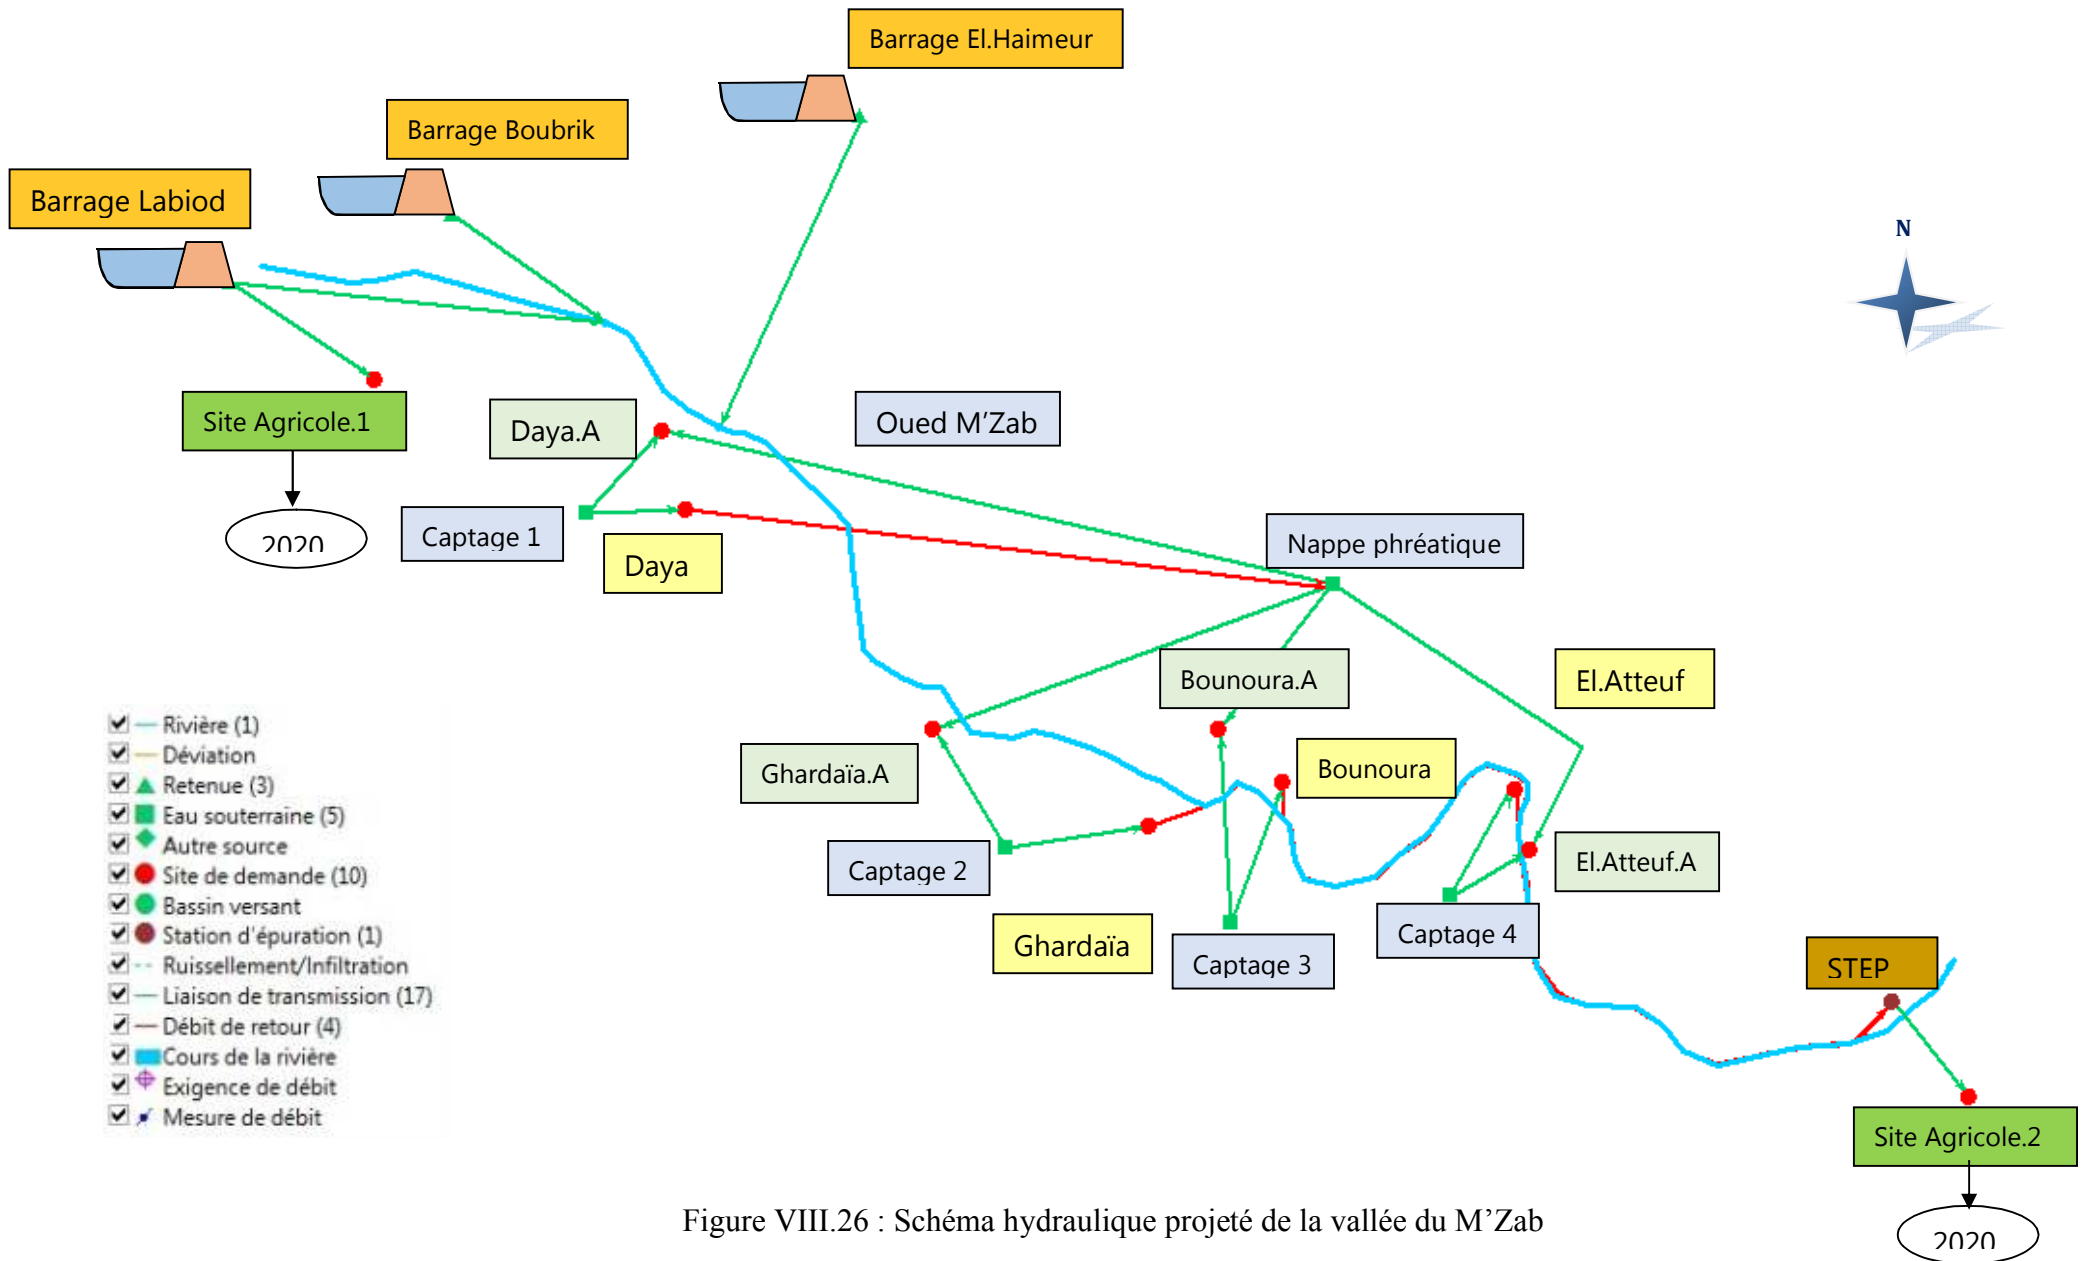 Barrage El.Haimeur
Barrage Boubrik
Barrage Labiod
N
Site Agricole.1
Daya.A
Oued M'Zab
2020
Captage 1
Daya
Nappe phréatique
Bounoura.A
El.Atteuf
Ghardaïa.A
Bounoura
Captage 2
El.Atteuf.A
Ghardaïa
Captage 3
Captage 4
STEP
Rivière (1)
Déviation
Retenue (3)
Eau souterraine (5)
Autre source
Site de demande (10)
Bassin versant
Station d'épuration (1)
Ruissellement/Infiltration
Liaison de transmission (17)
Débit de retour (4)
Cours de la rivière
Exigence de débit
Mesure de débit
Site Agricole.2
2020
Figure VIII.26 : Schéma hydraulique projeté de la vallée du M'Zab